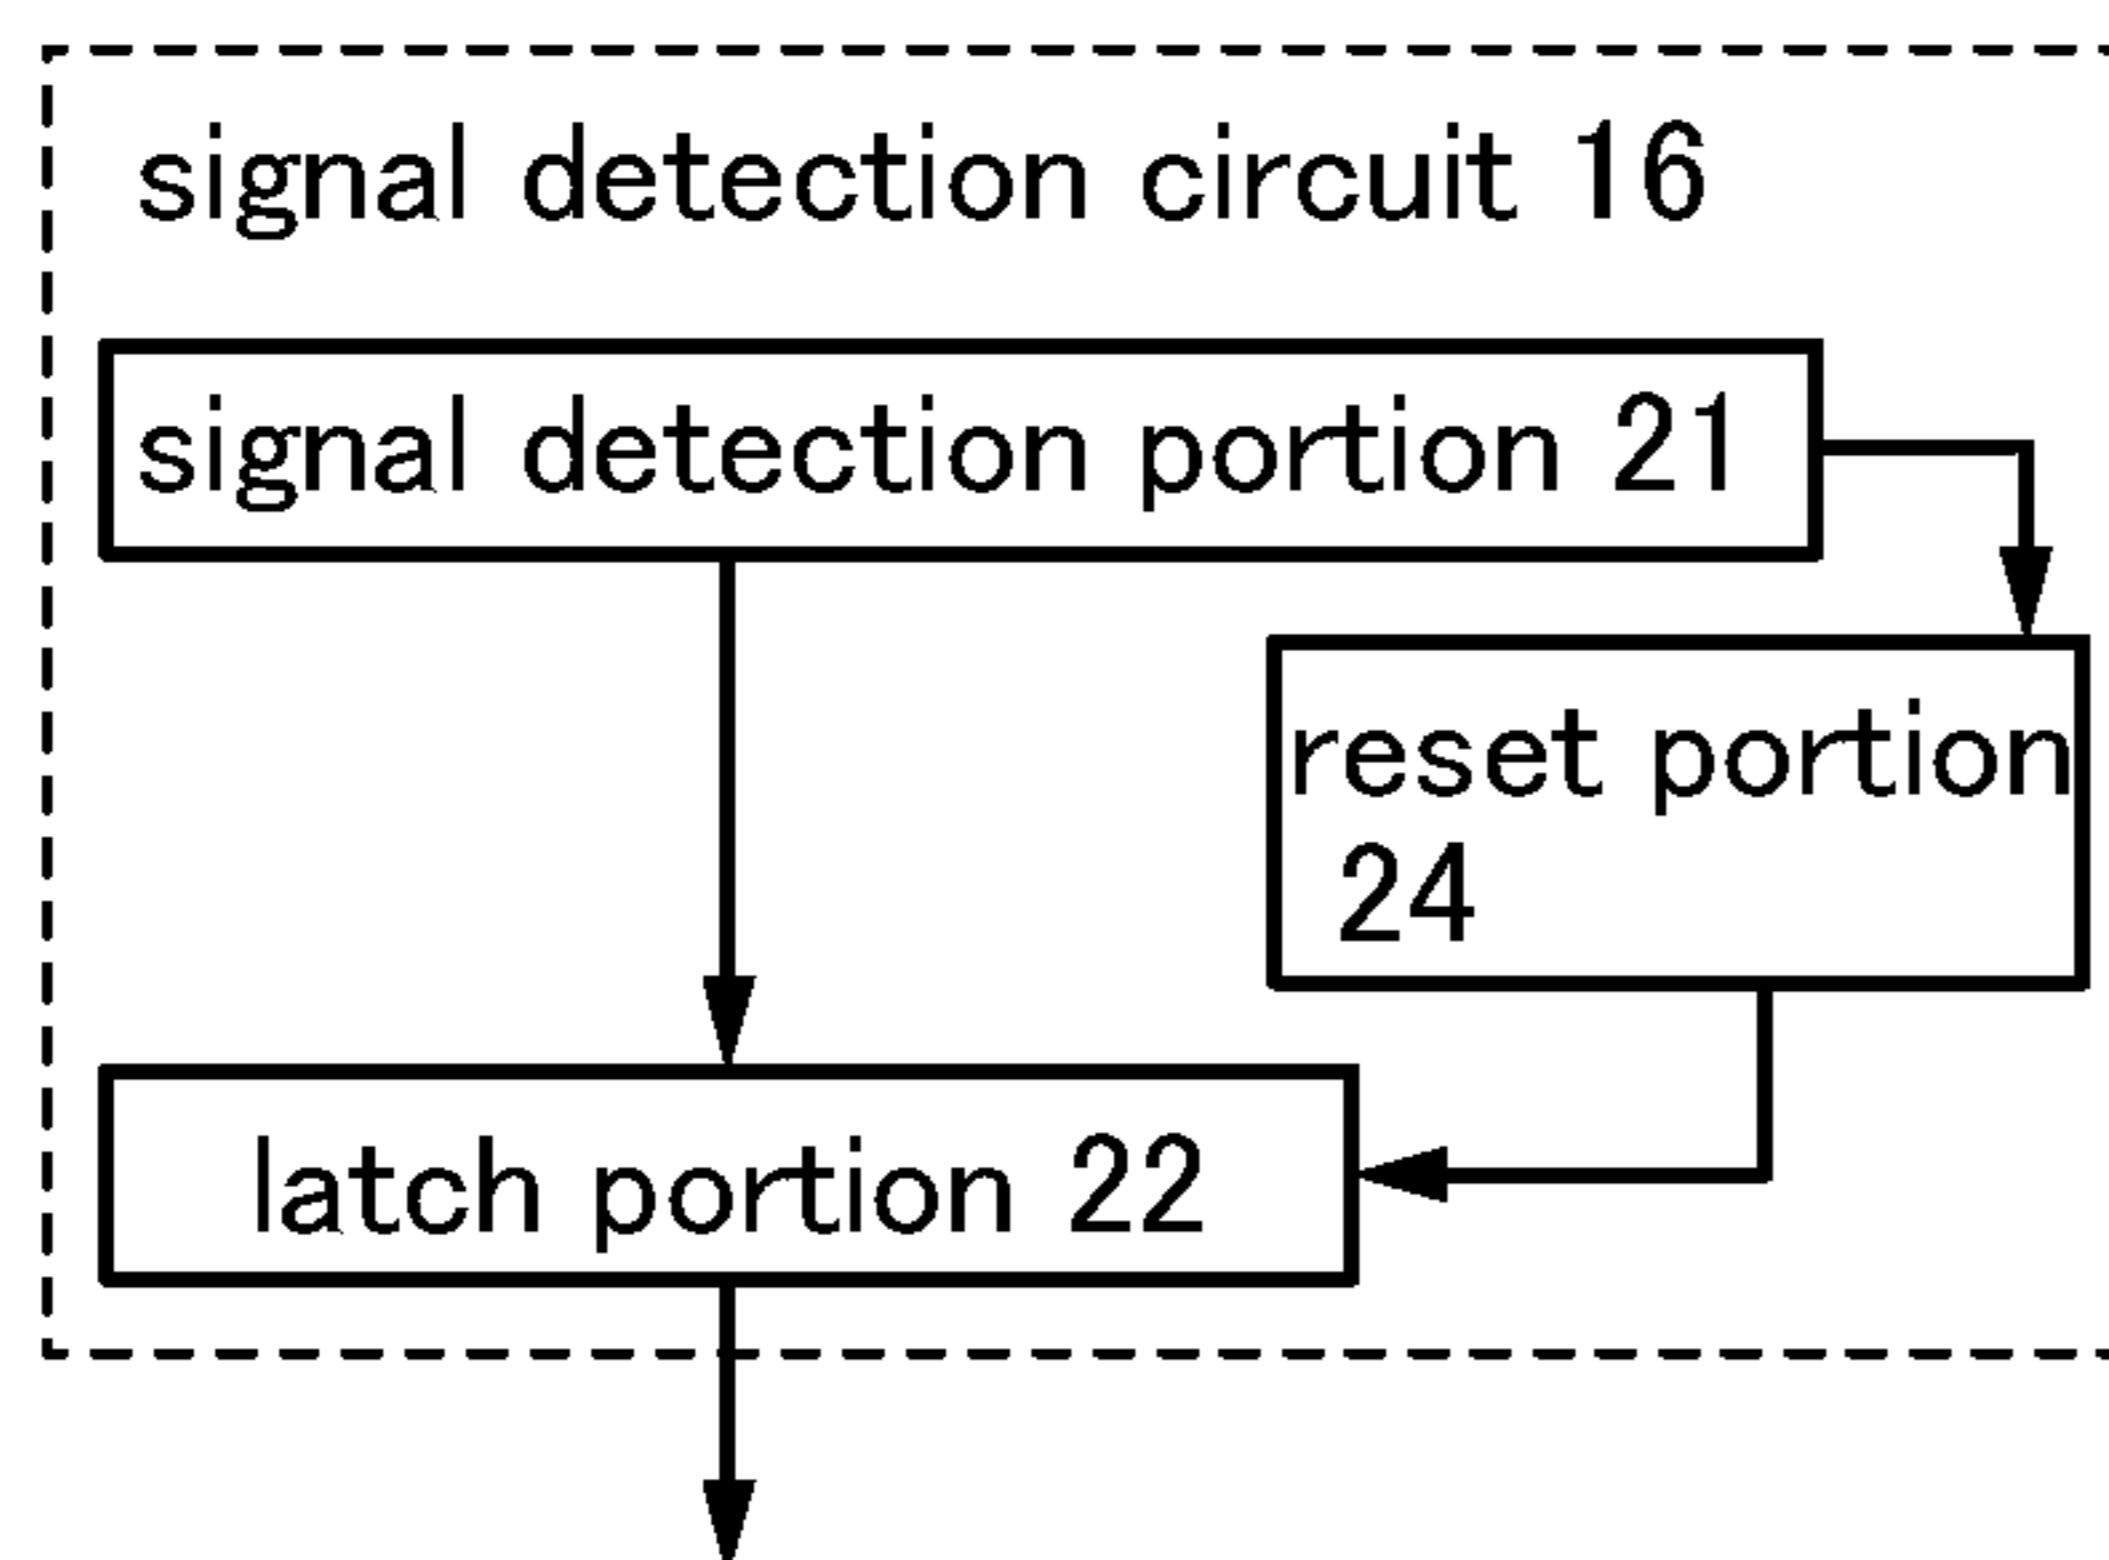 signal detection circuit 16
signal detection portion 21
reset portion
24
latch portion 22